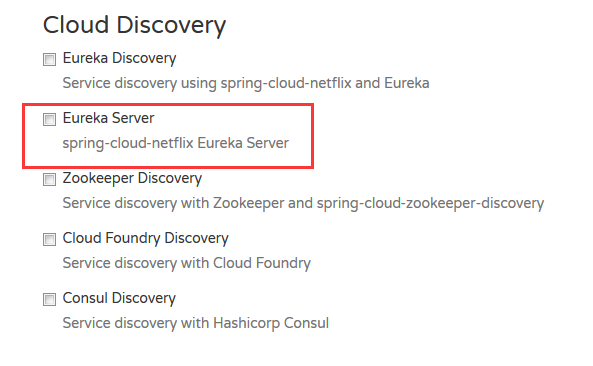 Cloud Discovery
Eureka Discovery
Service discovery using spring-cloud-netflix and Eureka
Eureka Server
spring-cloud-netflix Eureka Server
Zookeeper Discovery
Service discovery with Zookeeper and spring-cloud-zookeeper-discovery
Cloud Foundry Discovery
Service discovery with Cloud Foundry
Consul Discovery
Service discovery with Hashicorp Consul